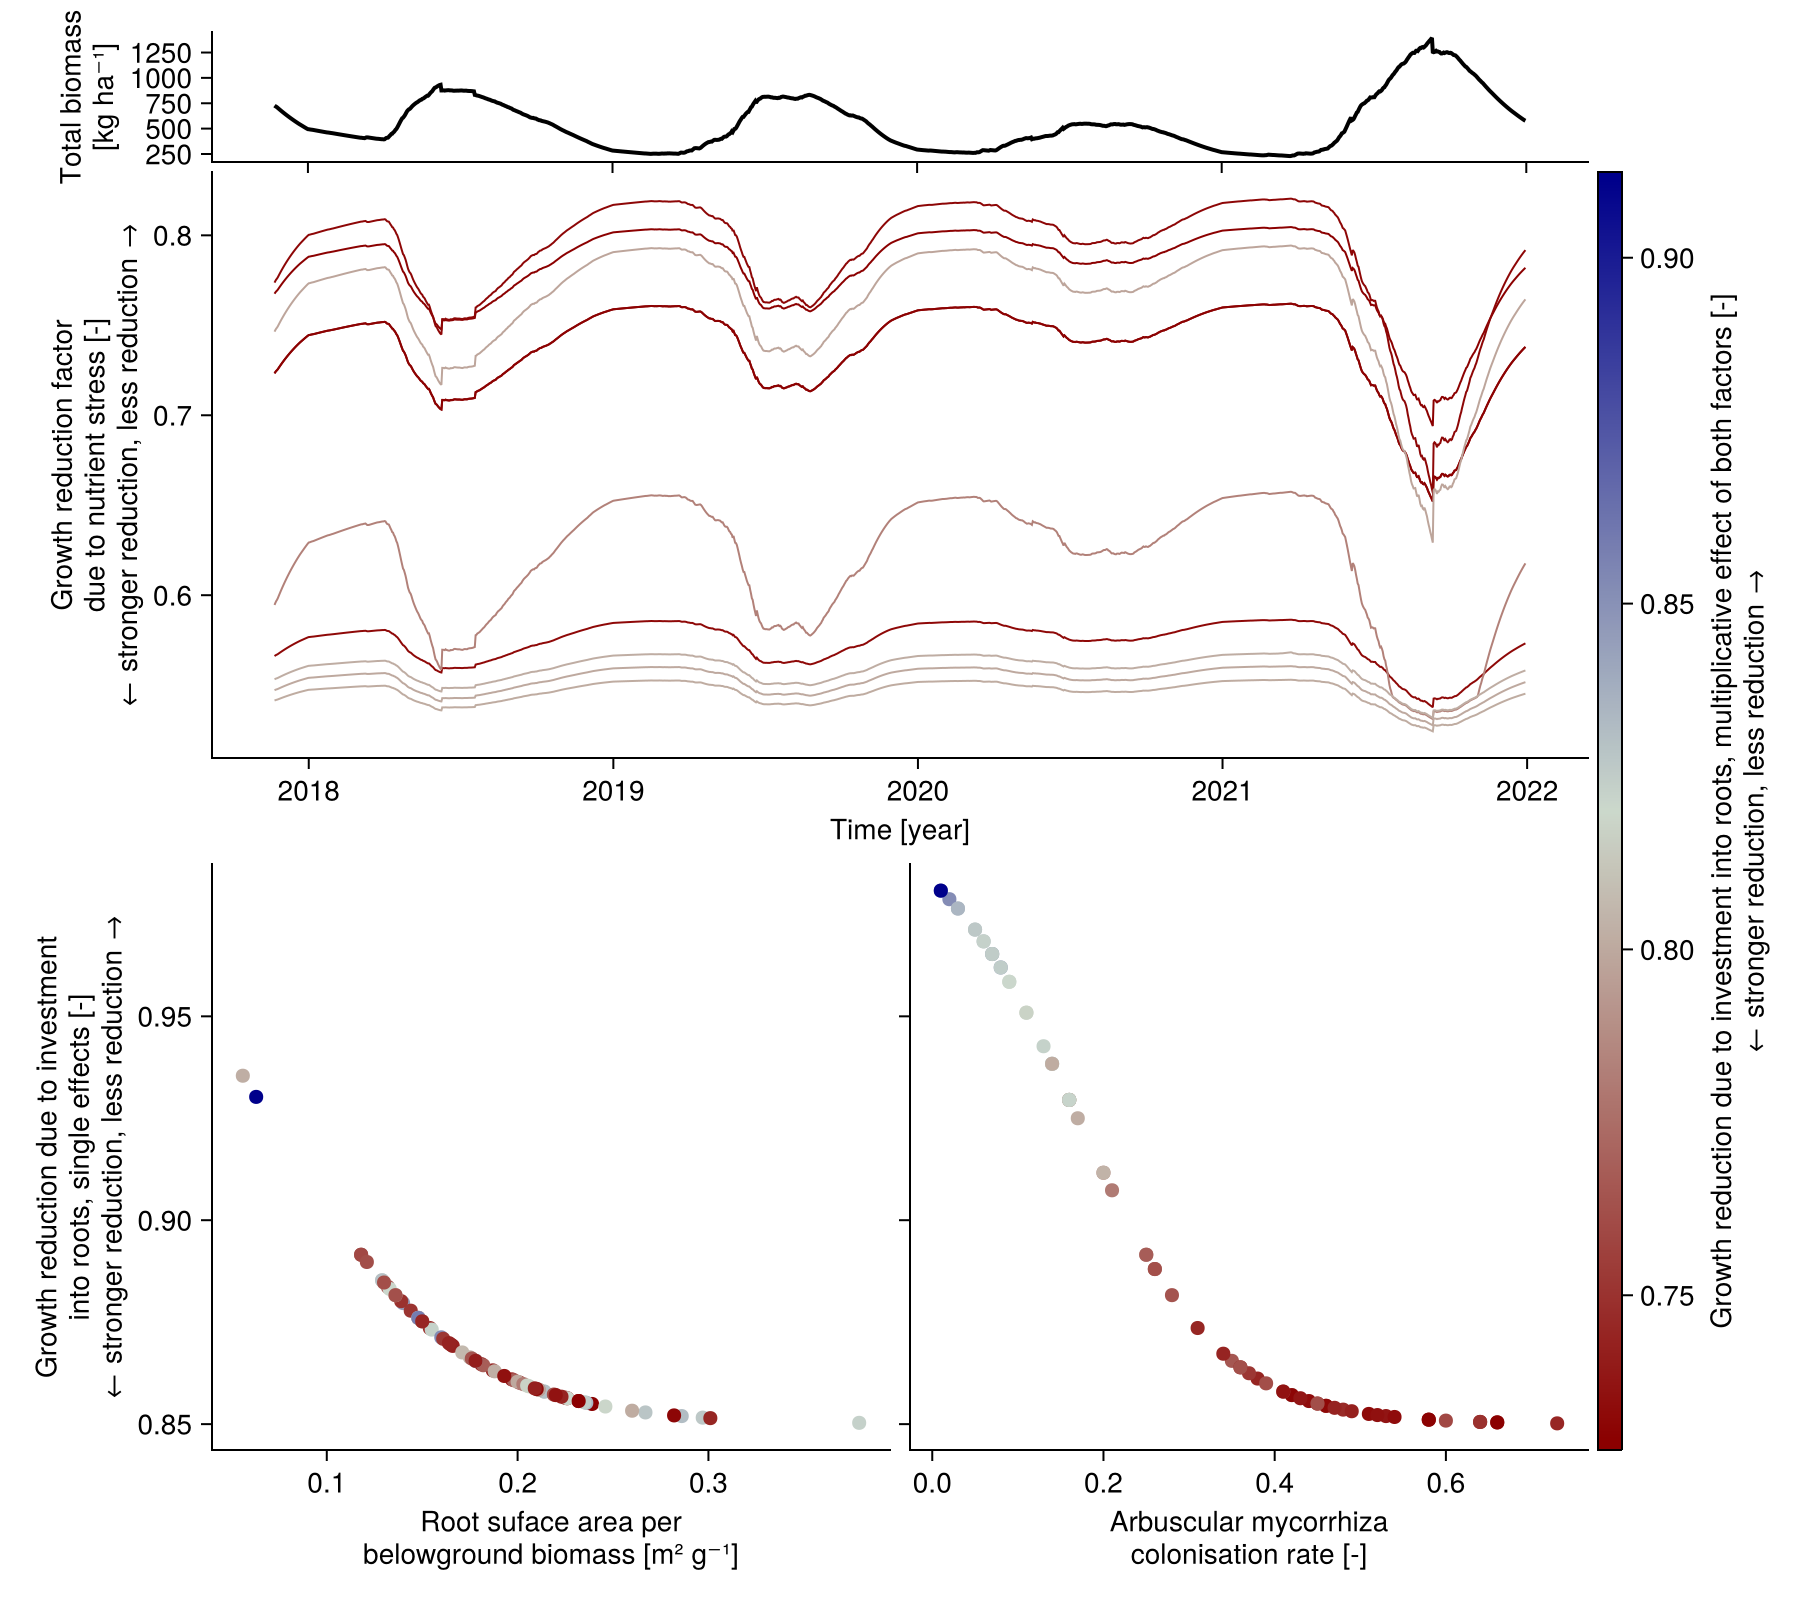 Total biomass
[kg ha⁻¹]
1250
1000
750
500
250
Growth reduction factor
due to nutrient stress [-]
← stronger reduction, less reduction →
0.8
0.7
0.6
2018
2019
2020
2021
2022
Time [year]
0.90
0.85
0.80
0.75
Growth reduction due to investment into roots, multiplicative effect of both factors [-]
← stronger reduction, less reduction →
Growth reduction due to investment
into roots, single effects [-]
← stronger reduction, less reduction →
0.95
0.90
0.85
0.1
0.2
0.3
Root suface area per
belowground biomass [m² g⁻¹]
0.0
0.2
0.4
0.6
Arbuscular mycorrhiza
colonisation rate [-]